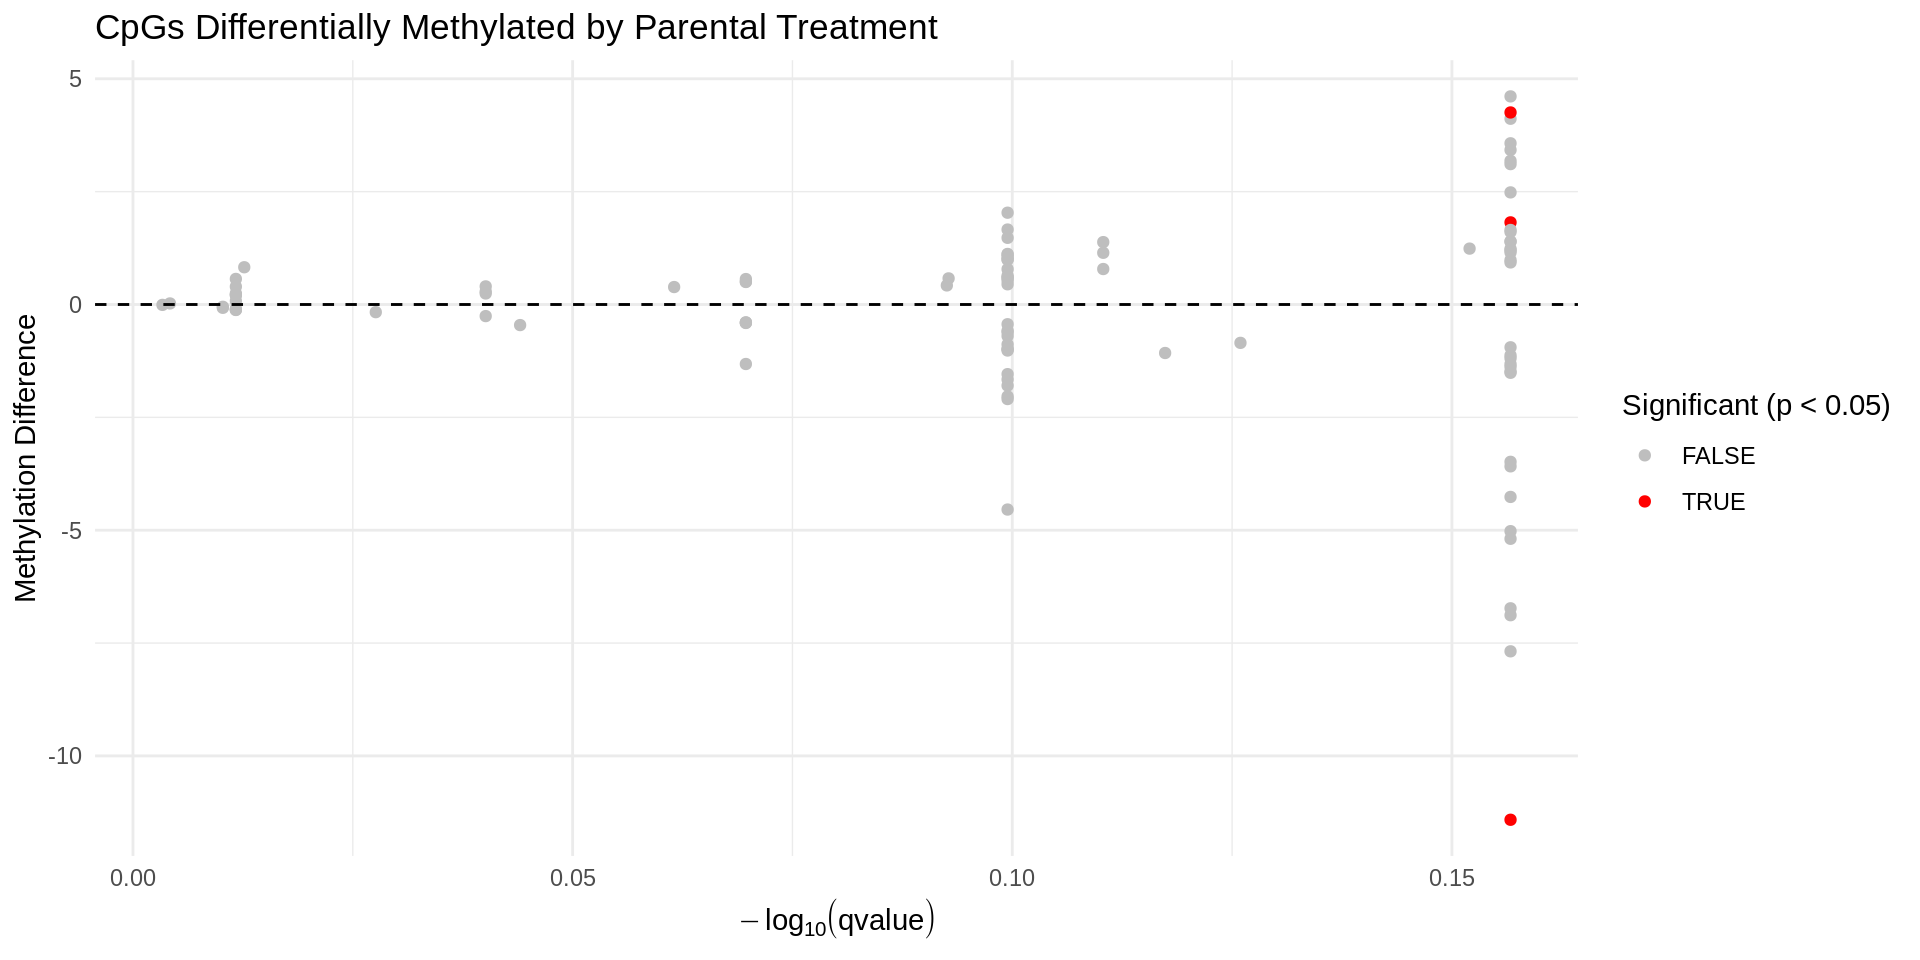 CpGs Differentially Methylated by Parental Treatment
5
0
-5
-10
Methylation Difference
0.00 0.05 0.10 0.15
−log10(qvalue)
Significant (p < 0.05)
FALSE
TRUE